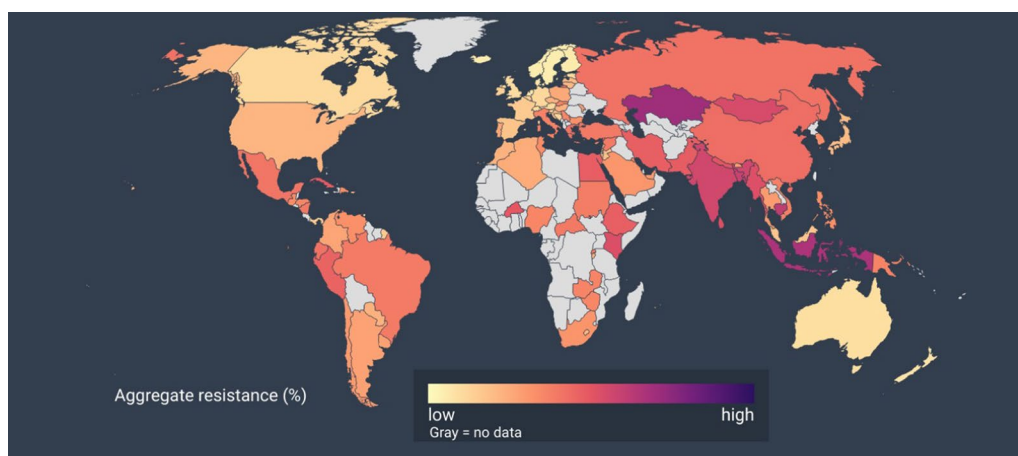 Aggregate resistance (%)
low high
Gray = no data